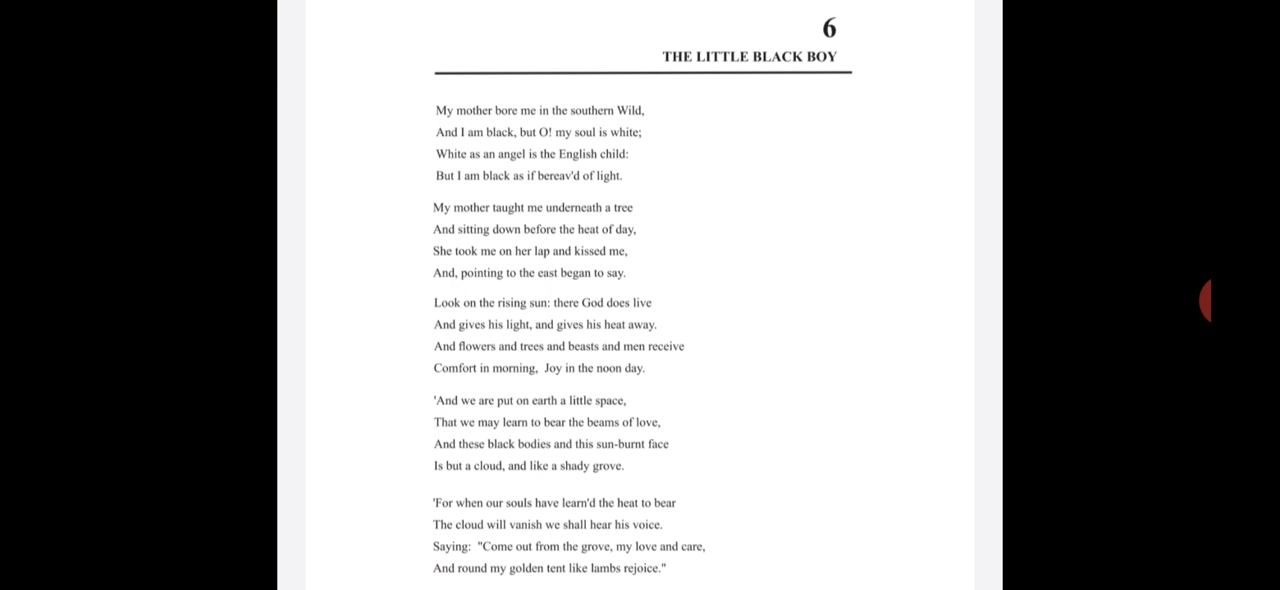 6
THE LITTLE BLACK BOY
My mother bore me in the southern Wild,
And I am black, but O! my soul is white;
White as an angel is the English child:
But I am black as if bereav'd of light.
My mother taught me underneath a tree
And sitting down before the heat of day,
She took me on her lap and kissed me,
And, pointing to the east began to say.
Look on the rising sun: there God does live
And gives his light, and gives his heat away.
And flowers and trees and beasts and men receive
Comfort in morning, Joy in the noon day.
'And we are put on earth a little space,
That we may learn to bear the beams of love,
And these black bodies and this sun-burnt face
Is but a cloud, and like a shady grove.
'For when our souls have learn'd the heat to bear
The cloud will vanish we shall hear his voice.
Saying: "Come out from the grove, my love and care,
And round my golden tent like lambs rejoice."